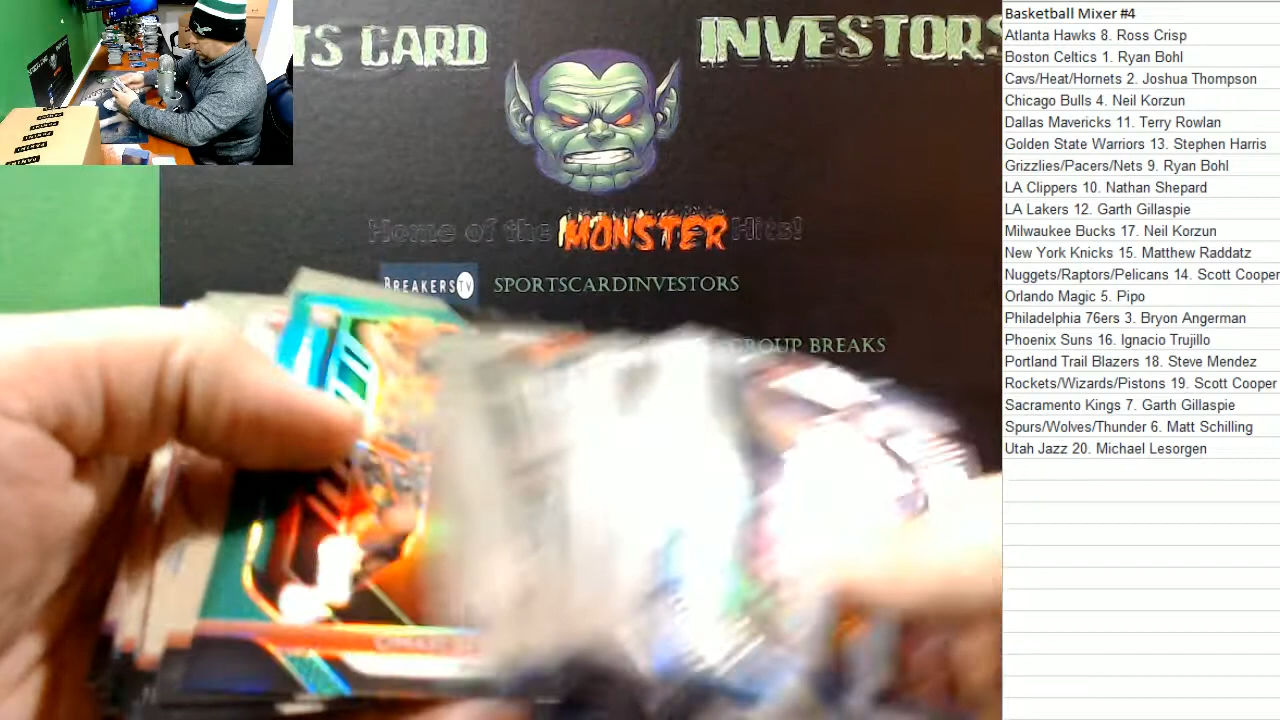 TS CARD INVESTORS
Home of the MONSTER Hits!
BREAKERSTV SPORTSCARDINVESTORS
GROUP BREAKS
PANINI
Basketball Mixer #4
Atlanta Hawks 8. Ross Crisp
Boston Celtics 1. Ryan Bohl
Cavs/Heat/Hornets 2. Joshua Thompson
Chicago Bulls 4. Neil Korzun
Dallas Mavericks 11. Terry Rowlan
Golden State Warriors 13. Stephen Harris
Grizzlies/Pacers/Nets 9. Ryan Bohl
LA Clippers 10. Nathan Shepard
LA Lakers 12. Garth Gillaspie
Milwaukee Bucks 17. Neil Korzun
New York Knicks 15. Matthew Raddatz
Nuggets/Raptors/Pelicans 14. Scott Cooper
Orlando Magic 5. Pipo
Philadelphia 76ers 3. Bryon Angerman
Phoenix Suns 16. Ignacio Trujillo
Portland Trail Blazers 18. Steve Mendez
Rockets/Wizards/Pistons 19. Scott Cooper
Sacramento Kings 7. Garth Gillaspie
Spurs/Wolves/Thunder 6. Matt Schilling
Utah Jazz 20. Michael Lesorgen